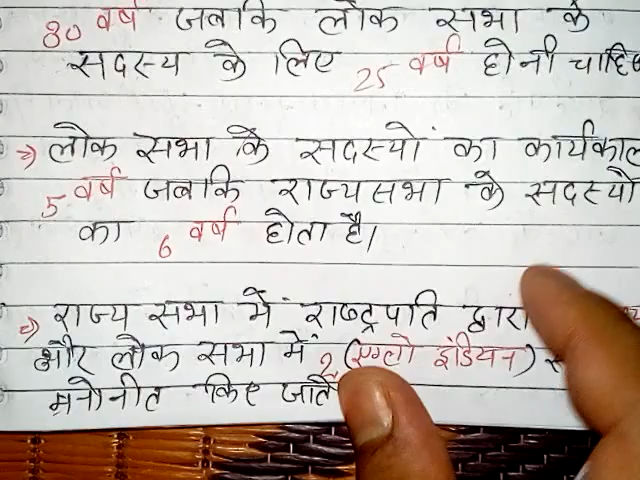 30 वर्ष जबकि लोक सभा के
सदस्य के लिए 25 वर्ष होनी चाहिए
⇒ लोक सभा के सदस्यों का कार्यकाल
5 वर्ष जबकि राज्यसभा के सदस्यों
का 6 वर्ष होता है।
⇒ राज्य सभा में राष्ट्रपति द्वारा
और लोक सभा में 2 (एंग्लो इंडियन)
मनोनीत किए जाते